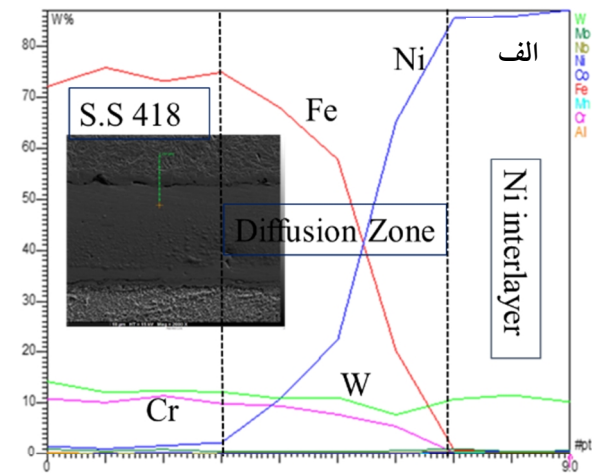 W%
80
70
60
50
40
30
20
10
0
S.S 418
Fe
Ni
الف
Diffusion Zone
Ni interlayer
W
Cr
W
Mo
Nb
Ni
Co
Fe
Mn
Cr
Al
#pt
9.0